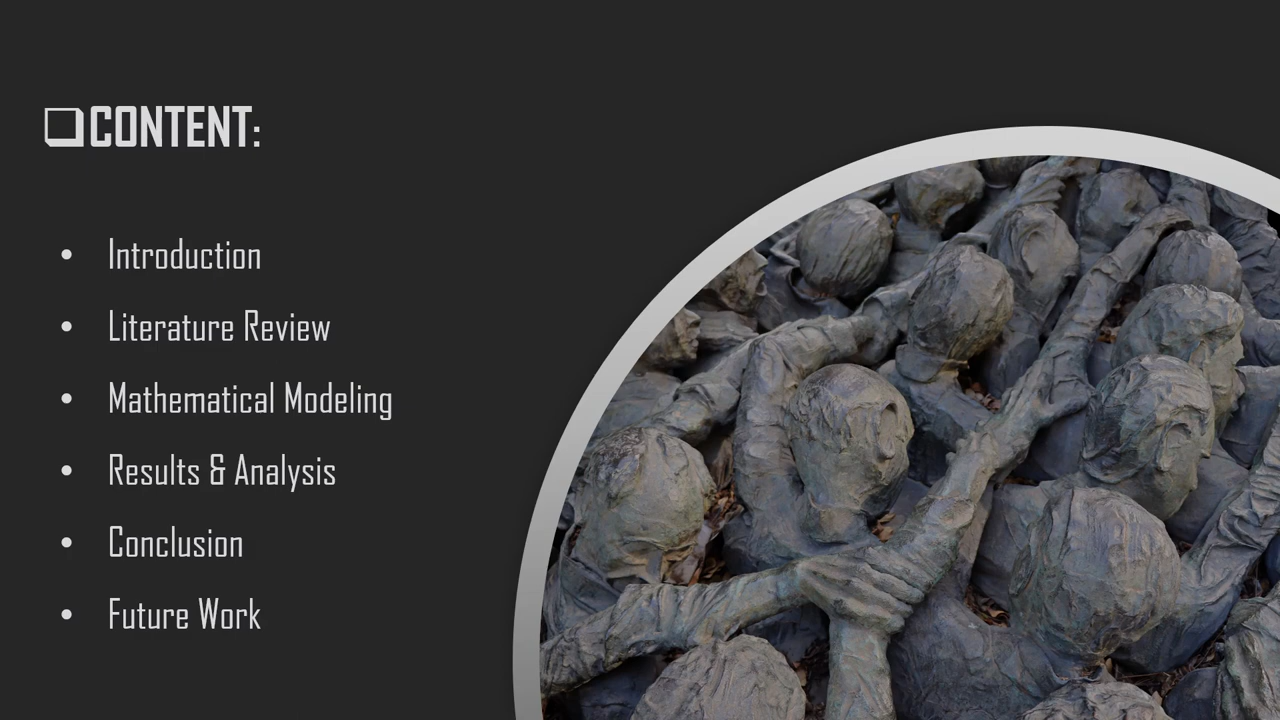 ❑CONTENT:
• Introduction
• Literature Review
• Mathematical Modeling
• Results & Analysis
• Conclusion
• Future Work